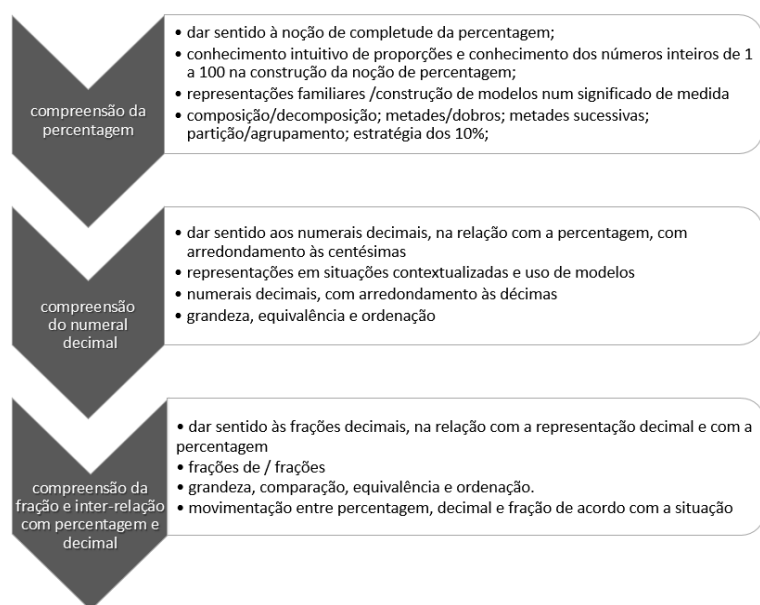 compreensão da
percentagem
• dar sentido à noção de completude da percentagem;
• conhecimento intuitivo de proporções e conhecimento dos números inteiros de 1
a 100 na construção da noção de percentagem;
• representações familiares /construção de modelos num significado de medida
• composição/decomposição; metades/dobros; metades sucessivas;
partição/agrupamento; estratégia dos 10%;
compreensão
do numeral
decimal
• dar sentido aos numerais decimais, na relação com a percentagem, com
arredondamento às centésimas
• representações em situações contextualizadas e uso de modelos
• numerais decimais, com arredondamento às décimas
• grandeza, equivalência e ordenação
compreensão da
fração e inter-relação
com percentagem e
decimal
• dar sentido às frações decimais, na relação com a representação decimal e com a
percentagem
• frações de / frações
• grandeza, comparação, equivalência e ordenação.
• movimentação entre percentagem, decimal e fração de acordo com a situação